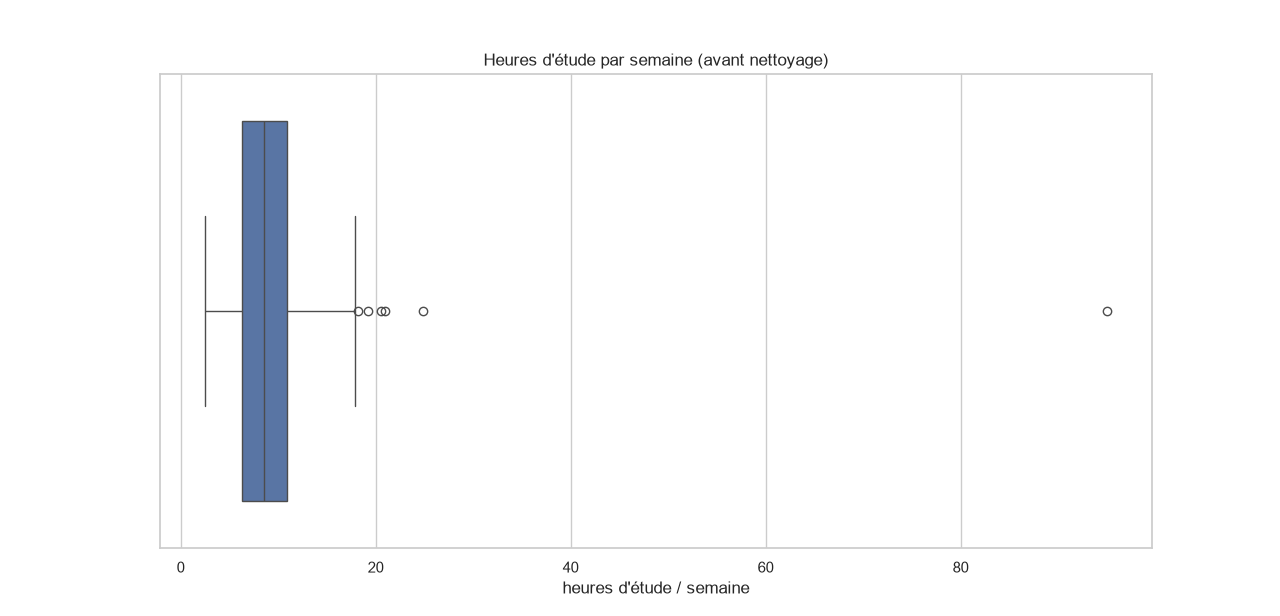 Heures d'étude par semaine (avant nettoyage)
0 20 40 60 80
heures d'étude / semaine